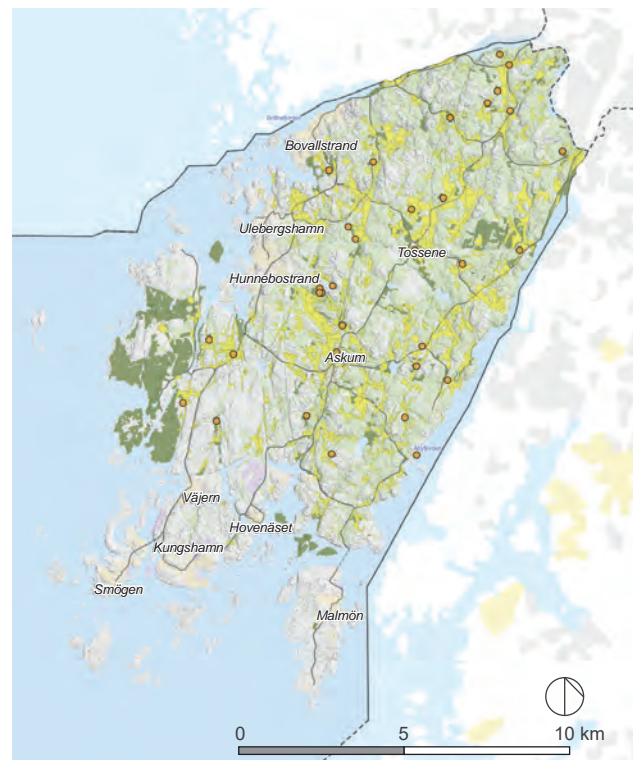 Bovallstrand
Ulebergshamn
Tossene
Hunnebostrand
Askum
Väjern
Hovenäset
Kungshamn
Smögen
Malmön
0 5 10 km